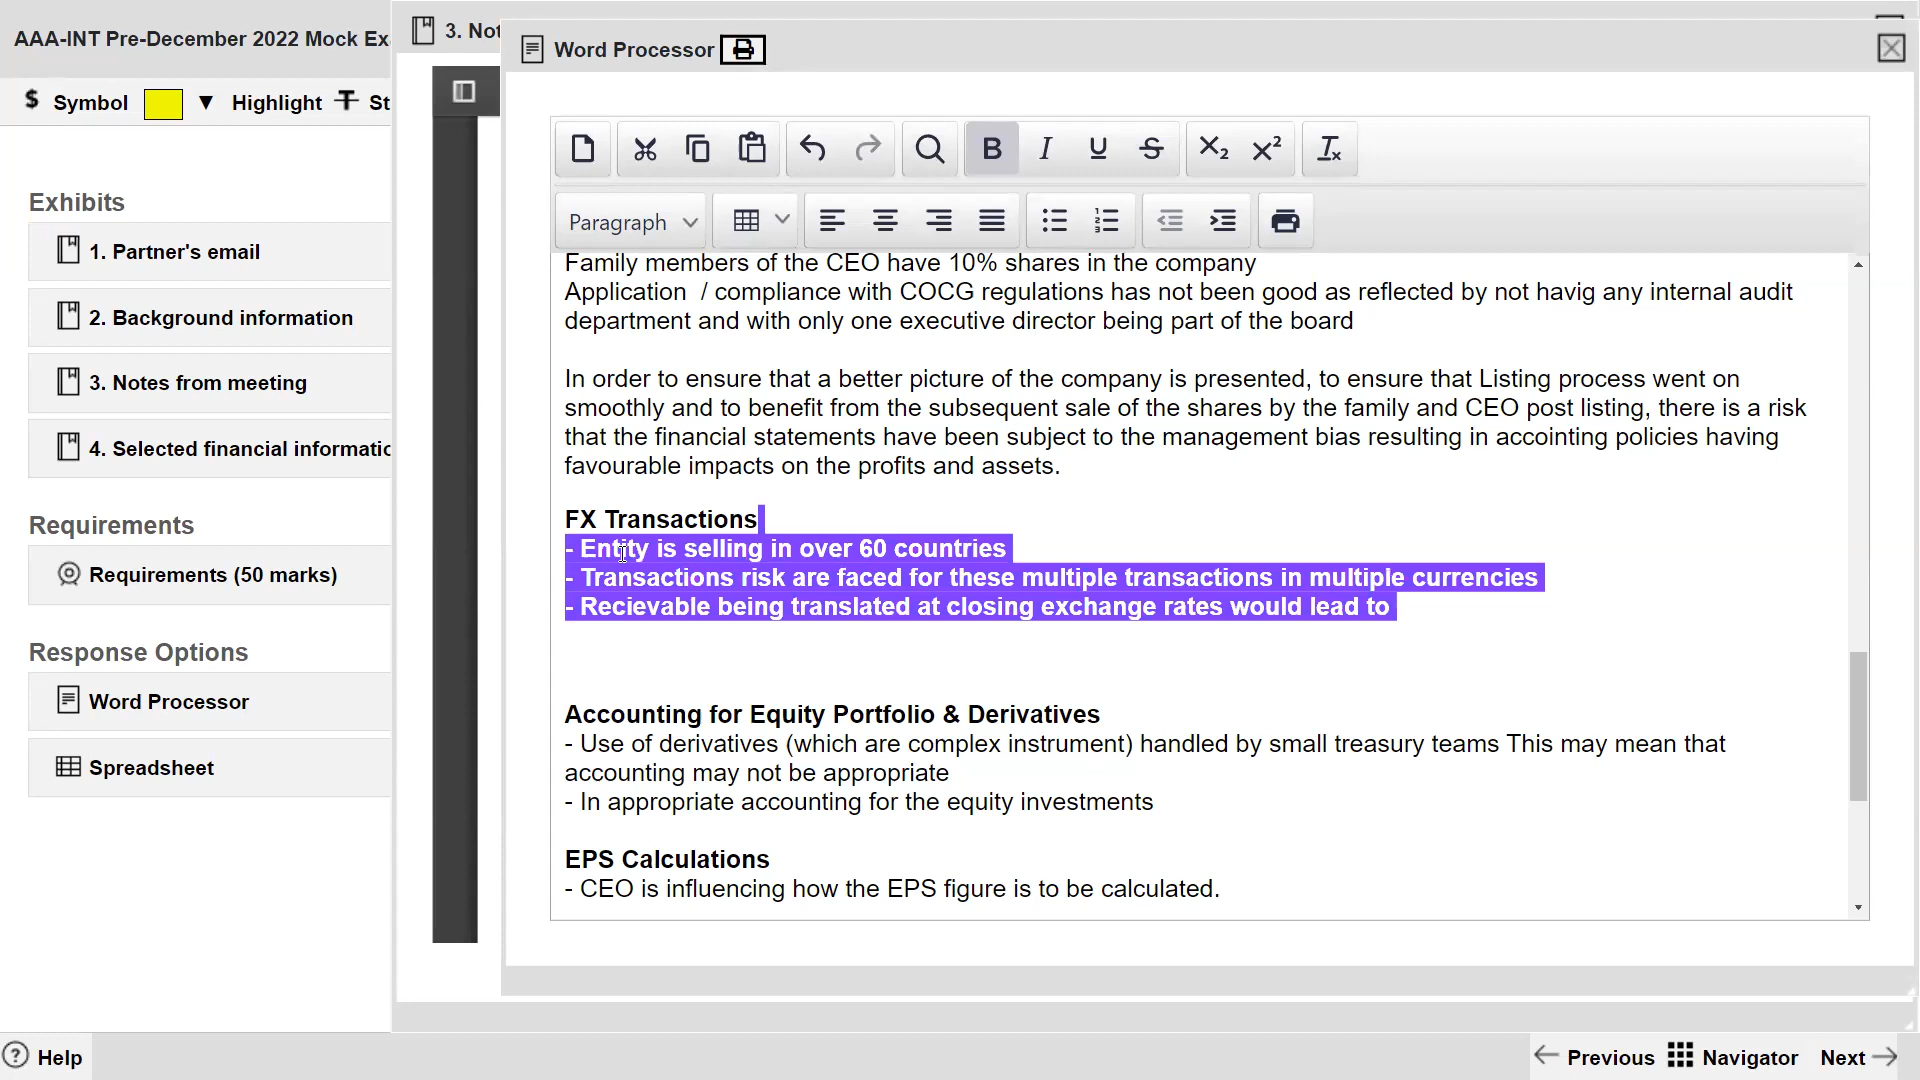 AAA-INT Pre-December 2022 Mock Ex
3. Not
Word Processor
$ Symbol
Highlight
St
Paragraph
Exhibits
1. Partner's email
2. Background information
3. Notes from meeting
4. Selected financial informatic
Requirements
Requirements (50 marks)
Response Options
Word Processor
Spreadsheet
Family members of the CEO have 10% shares in the company
Application / compliance with COCG regulations has not been good as reflected by not havig any internal audit
department and with only one executive director being part of the board
In order to ensure that a better picture of the company is presented, to ensure that Listing process went on
smoothly and to benefit from the subsequent sale of the shares by the family and CEO post listing, there is a risk
that the financial statements have been subject to the management bias resulting in accointing policies having
favourable impacts on the profits and assets.
FX Transactions
- Entity is selling in over 60 countries
- Transactions risk are faced for these multiple transactions in multiple currencies
- Recievable being translated at closing exchange rates would lead to
Accounting for Equity Portfolio & Derivatives
- Use of derivatives (which are complex instrument) handled by small treasury teams This may mean that
accounting may not be appropriate
- In appropriate accounting for the equity investments
EPS Calculations
- CEO is influencing how the EPS figure is to be calculated.
Help
Previous
Navigator
Next